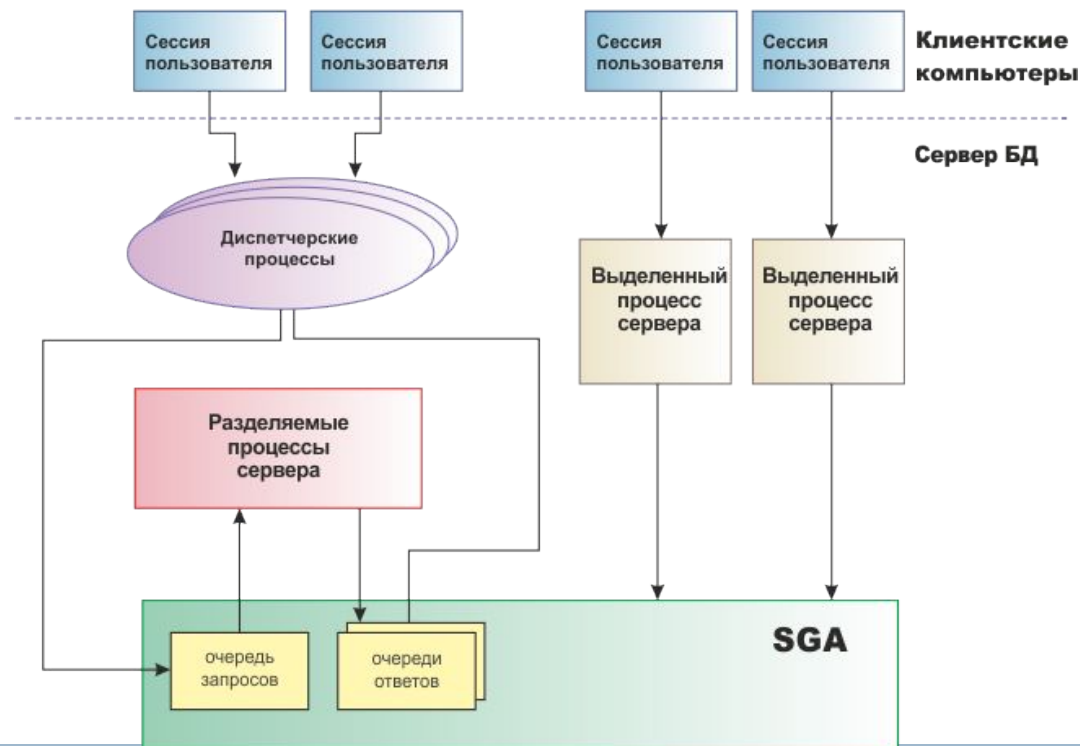 Сессия
пользователя
Сессия
пользователя
Сессия
пользователя
Сессия
пользователя
Клиентские
компьютеры
Сервер БД
Диспетчерские
процессы
Выделенный
процесс
сервера
Выделенный
процесс
сервера
Разделяемые
процессы
сервера
SGA
очередь
запросов
очереди
ответов